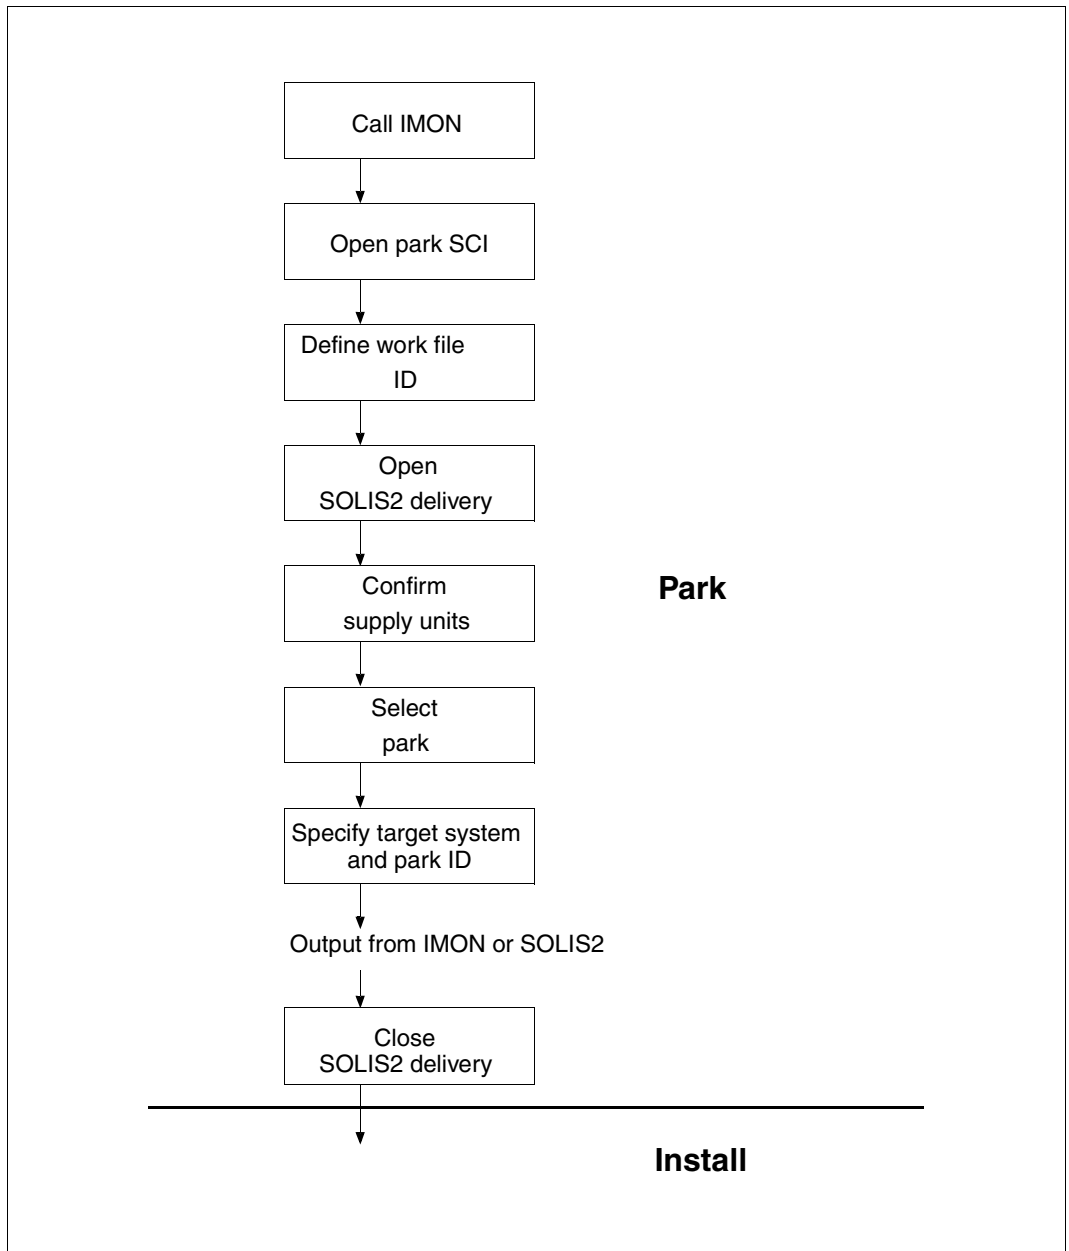 Call IMON
Open park SCI
Define work file
ID
Open
SOLIS2 delivery
Confirm
supply units
Park
Select
park
Specify target system
and park ID
Output from IMON or SOLIS2
Close
SOLIS2 delivery
Install